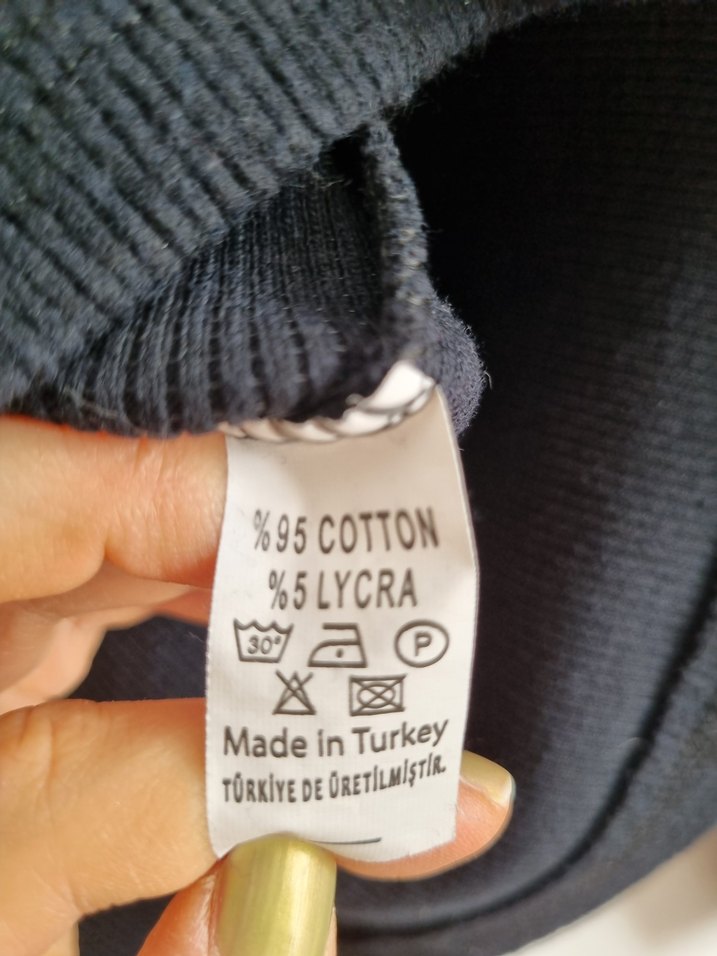 %95 COTTON
%5 LYCRA
30° P
Made in Turkey
TÜRKİYE DE ÜRETİLMİŞTİR.